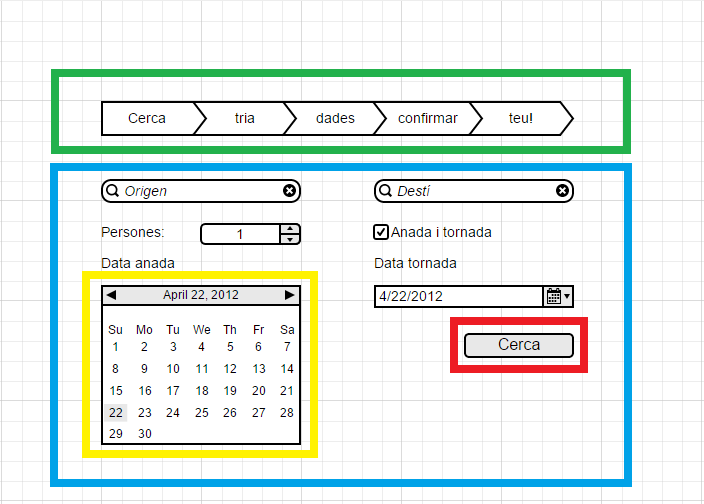 Cerca tria dades confirmar teu!
Origen Destí
Persones: 1 Anada i tornada
Data anada Data tornada
April 22, 2012 4/22/2012
Su Mo Tu We Th Fr Sa
1 2 3 4 5 6 7
Cerca
8 9 10 11 12 13 14
15 16 17 18 19 20 21
22 23 24 25 26 27 28
29 30